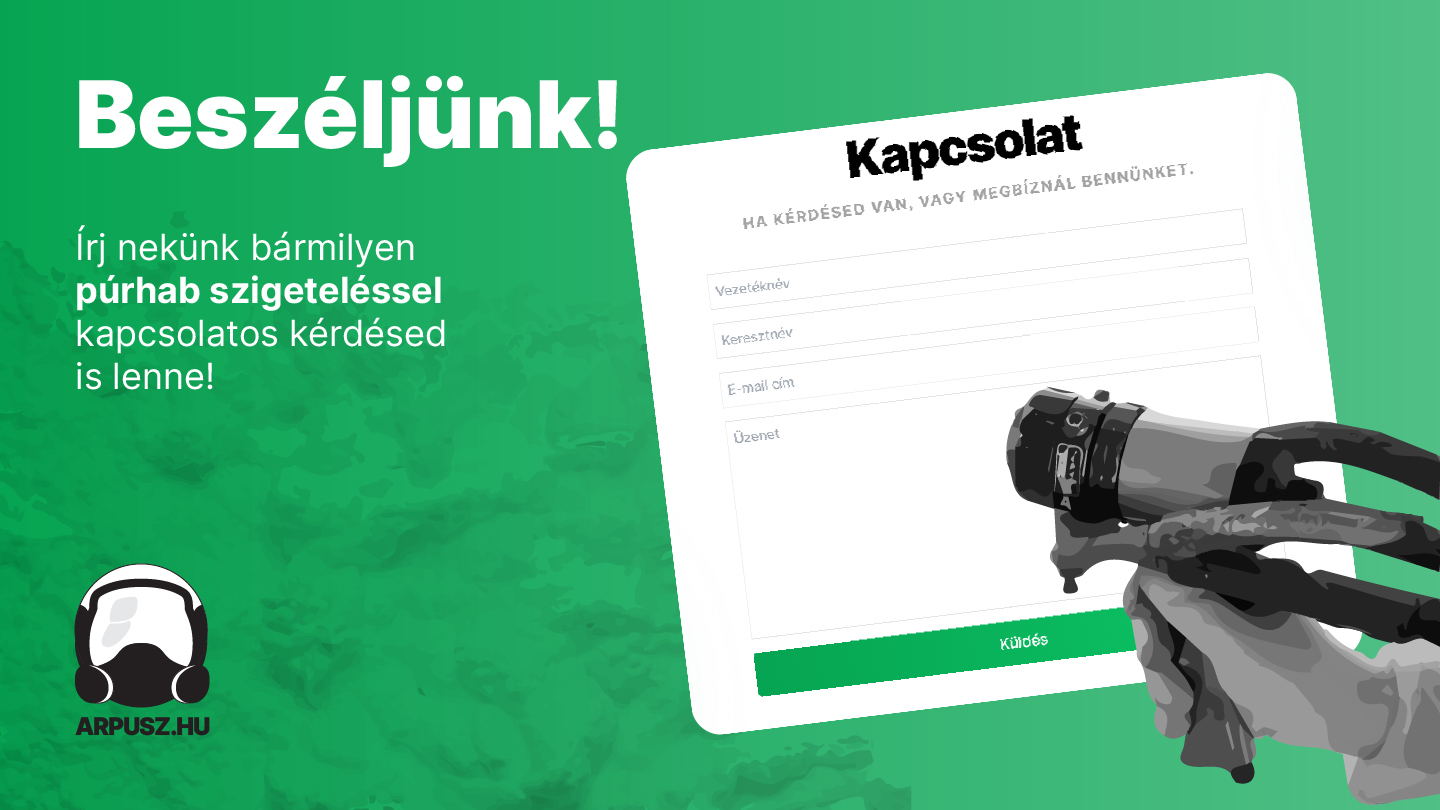 Beszéljünk!
Írj nekünk bármilyen
púrhab szigeteléssel
kapcsolatos kérdésed
is lenne!
ARPUSZ.HU
Kapcsolat
HA KÉRDÉSED VAN, VAGY MEGBÍZNÁL BENNÜNKET.
Vezetéknév
Keresztnév
E-mail cím
Üzenet
Küldés